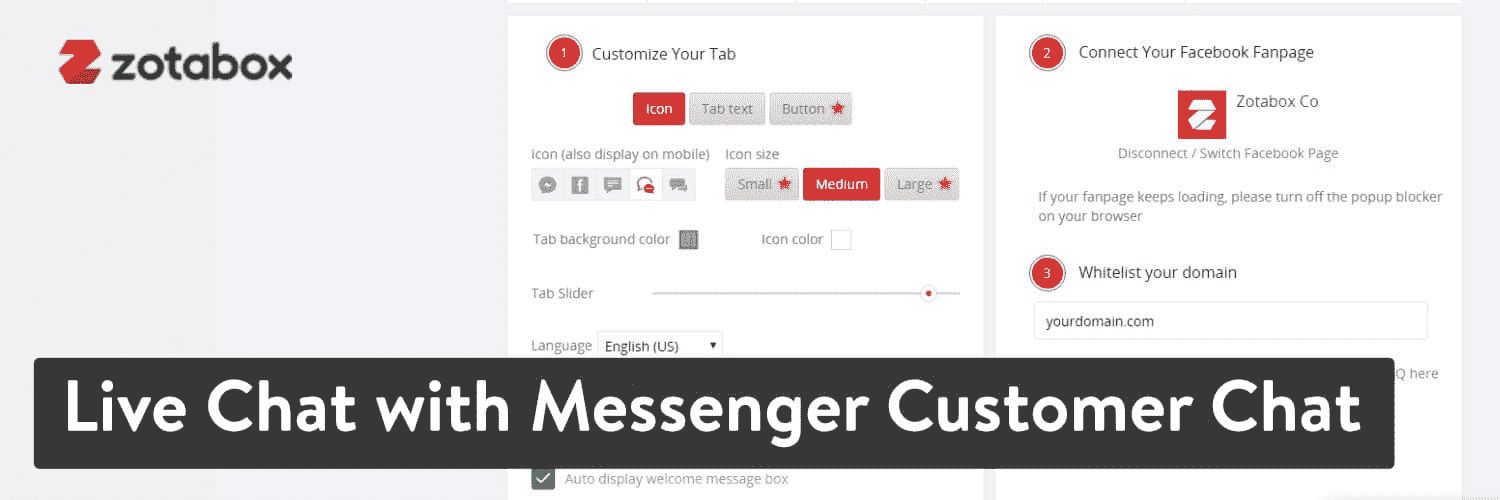 zotabox
1 Customize Your Tab
Icon Tab text Button
Icon (also display on mobile) Icon size
Small Medium Large
Tab background color Icon color
Tab Slider
Language English (US)
2 Connect Your Facebook Fanpage
Zotabox Co
Disconnect / Switch Facebook Page
If your fanpage keeps loading, please turn off the popup blocker
on your browser
3 Whitelist your domain
yourdomain.com
Q here
Live Chat with Messenger Customer Chat
Auto display welcome message box